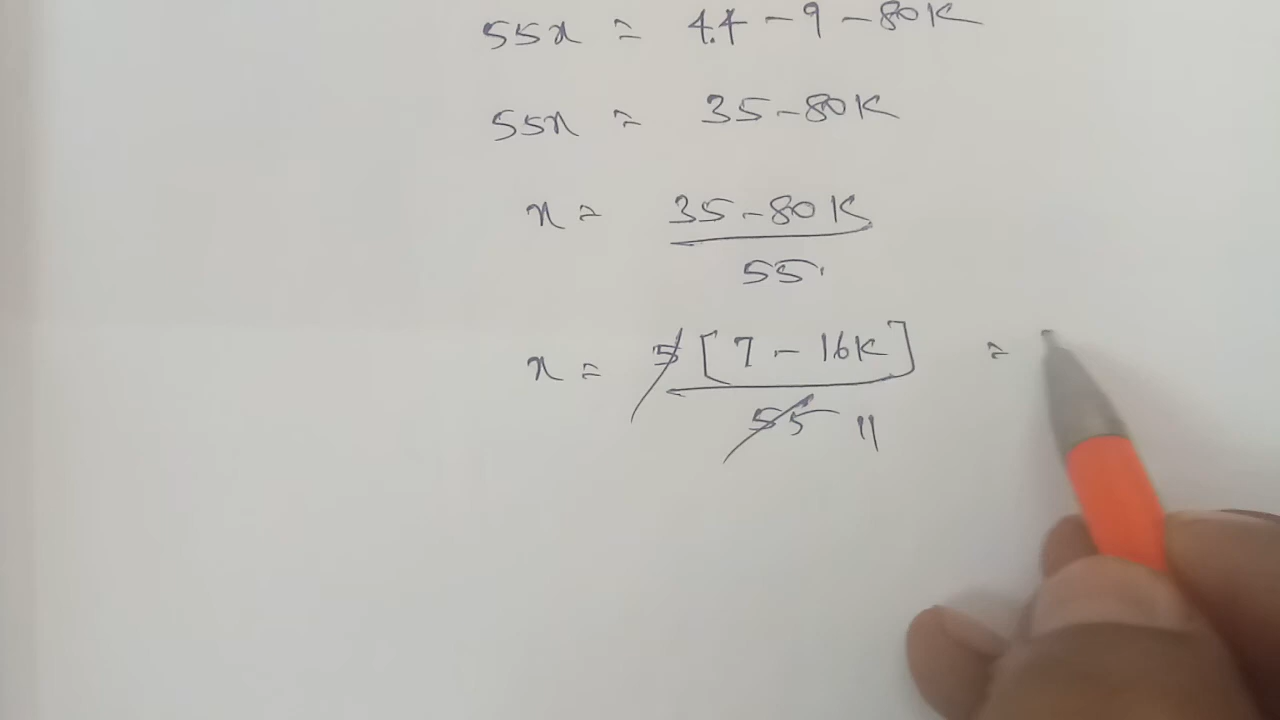 55x = 44 - 9 - 80K
55x = 35 - 80K
x = 35 - 80K
55
x = 5 [7 - 16K] =
55 11